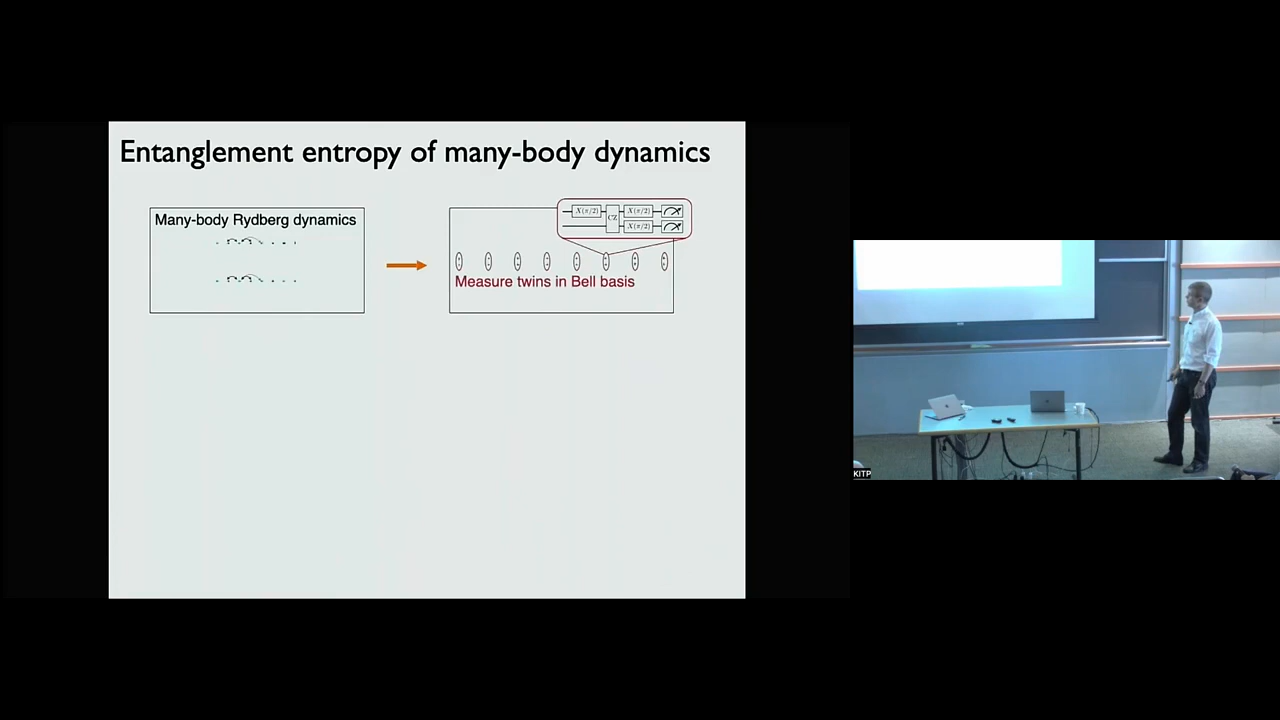 Entanglement entropy of many-body dynamics
Many-body Rydberg dynamics
X(π/2) CZ X(π/2)
X(π/2)
Measure twins in Bell basis
KITP